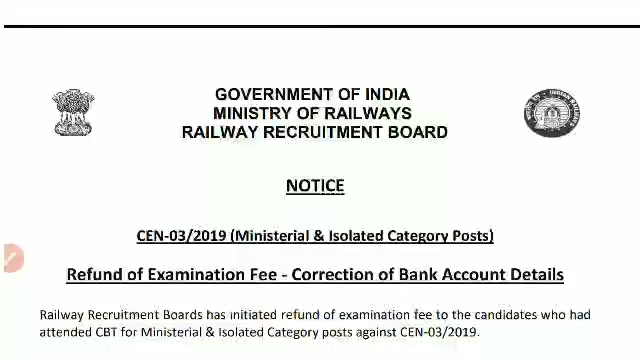 GOVERNMENT OF INDIA
MINISTRY OF RAILWAYS
RAILWAY RECRUITMENT BOARD
NOTICE
CEN-03/2019 (Ministerial & Isolated Category Posts)
Refund of Examination Fee - Correction of Bank Account Details
Railway Recruitment Boards has initiated refund of examination fee to the candidates who had
attended CBT for Ministerial & Isolated Category posts against CEN-03/2019.